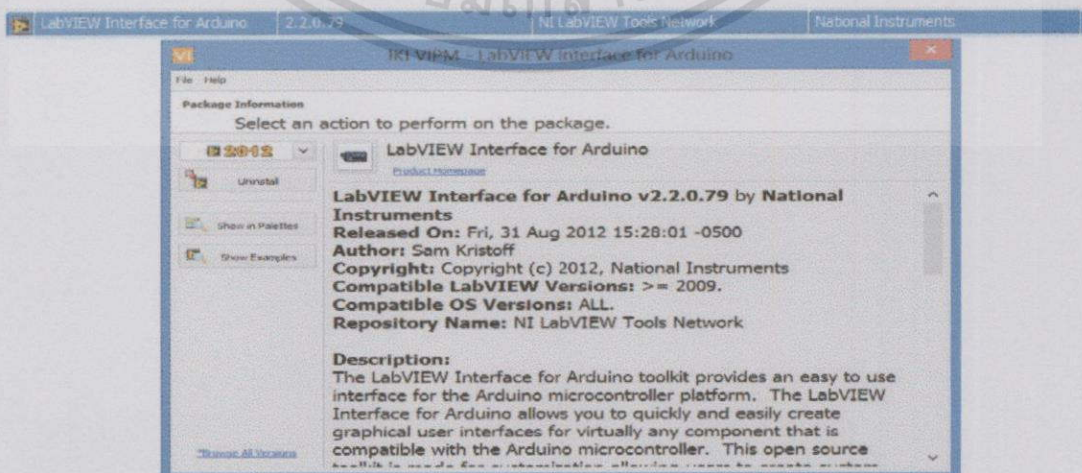 LabVIEW Interface for Arduino 2.2.0.79 NI LabVIEW Tools Network National Instruments
JKI VIPM - LabVIEW Interface for Arduino
File Help
Package Information
Select an action to perform on the package.
2012
LabVIEW Interface for Arduino
Product Homepage
Uninstall
Show in Palettes
Show Examples
LabVIEW Interface for Arduino v2.2.0.79 by National
Instruments
Released On: Fri, 31 Aug 2012 15:28:01 -0500
Author: Sam Kristoff
Copyright: Copyright (c) 2012, National Instruments
Compatible LabVIEW Versions: >= 2009.
Compatible OS Versions: ALL.
Repository Name: NI LabVIEW Tools Network
Description:
The LabVIEW Interface for Arduino toolkit provides an easy to use
interface for the Arduino microcontroller platform. The LabVIEW
Interface for Arduino allows you to quickly and easily create
graphical user interfaces for virtually any component that is
compatible with the Arduino microcontroller. This open source
Browse All Versions